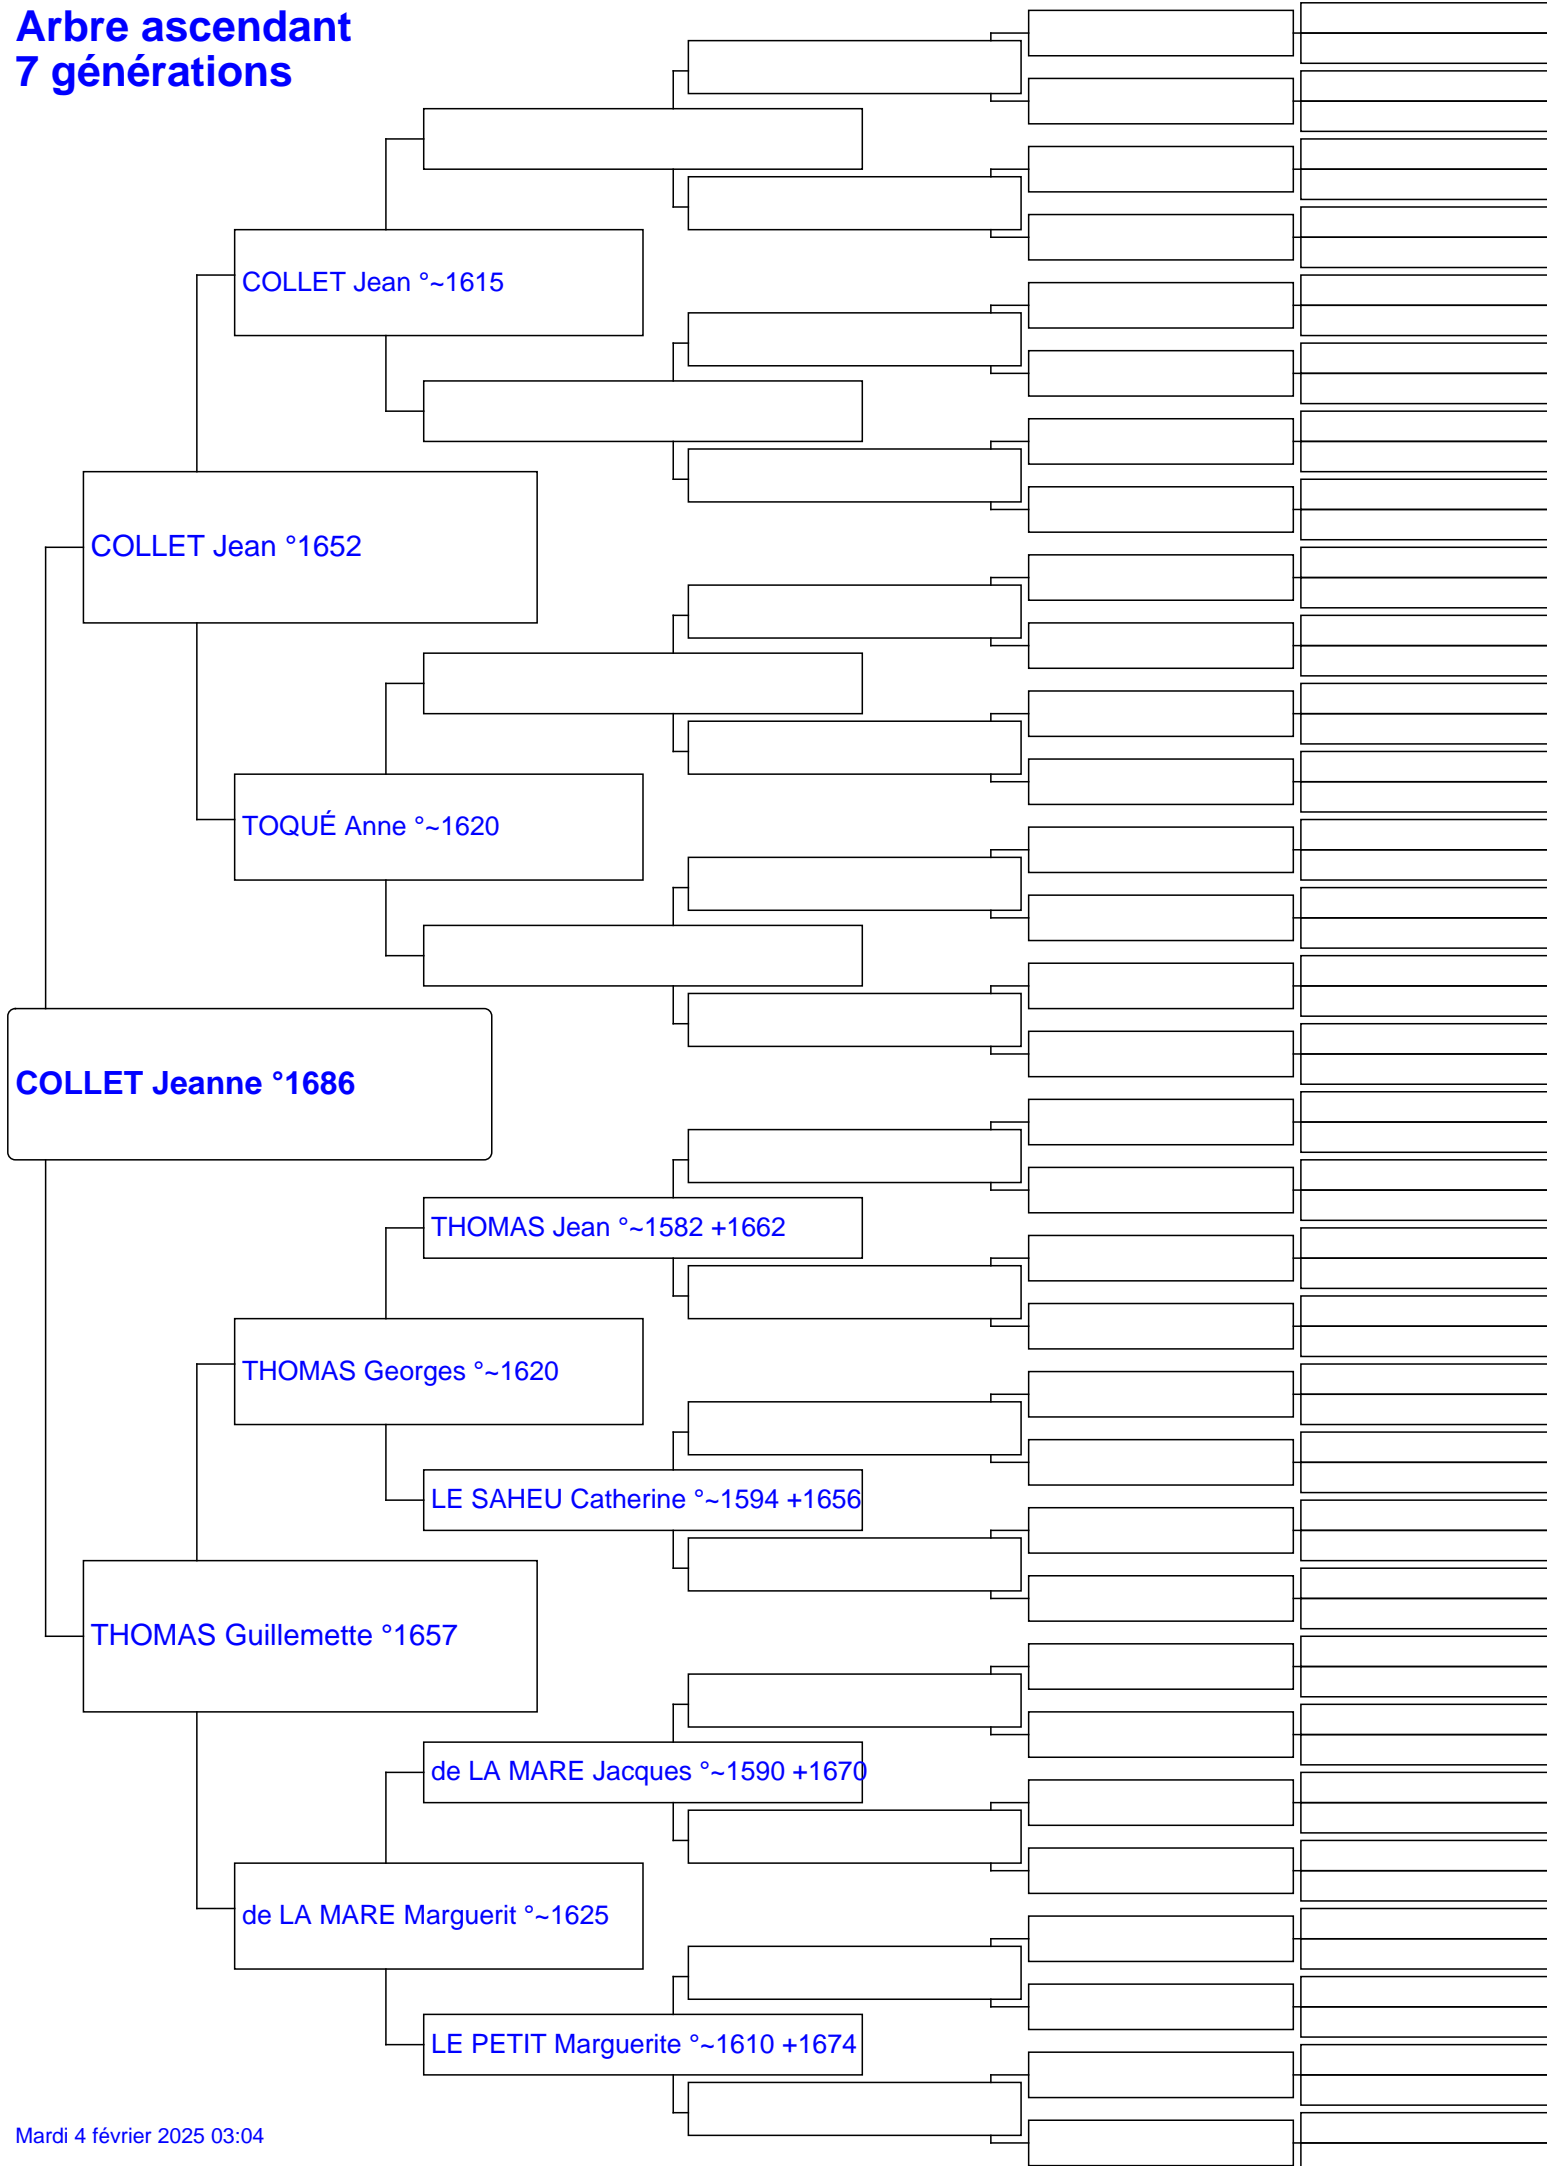 Arbre ascendant
7 générations
COLLET Jean °~1615
COLLET Jean °1652
TOQUÉ Anne °~1620
COLLET Jeanne °1686
THOMAS Jean °~1582 +1662
THOMAS Georges °~1620
LE SAHEU Catherine °~1594 +1656
THOMAS Guillemette °1657
de LA MARE Jacques °~1590 +1670
de LA MARE Marguerit °~1625
LE PETIT Marguerite °~1610 +1674
Mardi 4 février 2025 03:04